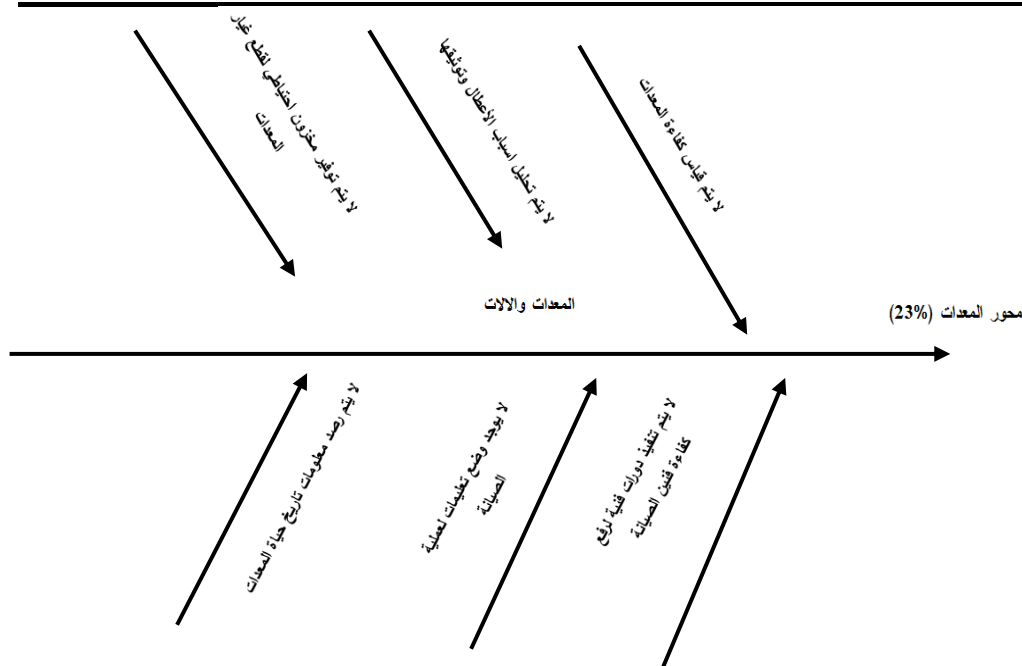 لا يتم قياس كفاءة المعدات
لا يتم تحليل اسباب الأعطال وتوثيقها
لا يتم توفير مخزون احتياطي لقطع غيار
المعدات
المعدات والالات
محور المعدات (23%)
لا يتم تنفيذ دورات فنية لرفع
كفاءة فنين الصيانة
لا يوجد وضع تعليمات لعملية
الصيانة
لا يتم رصد معلومات تاريخ حياة المعدات